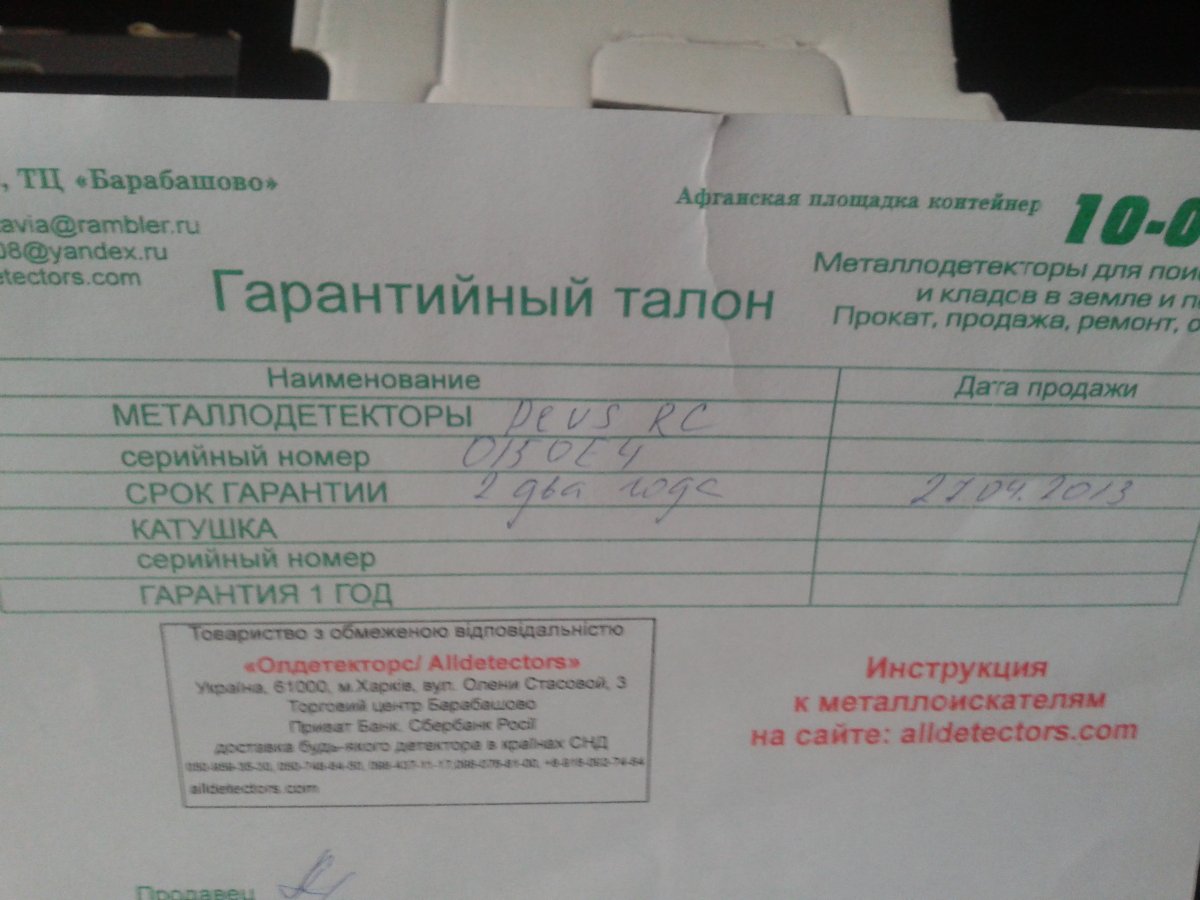 ТЦ «Барабашово»
Афганская площадка контейнер 10-0
avia@rambler.ru
08@yandex.ru
etectors.com
Гарантийный талон
Металлодетекторы для пои
и кладов в земле и п
Прокат, продажа, ремонт, о
Наименование Дата продажи
МЕТАЛЛОДЕТЕКТОРЫ Deus RC
серийный номер 0150E4
СРОК ГАРАНТИИ 2 два года 27.04.2013
КАТУШКА
серийный номер
ГАРАНТИЯ 1 ГОД
Товариство з обмеженою відповідальністю
«Олдетекторс/ Alldetectors»
Україна, 61000, м.Харків, вул. Олени Стасової, 3
Торговий центр Барабашово
Приват Банк. Сбербанк Росії
доставка будь-якого детектора в країнах СНД
alldetectors.com
Инструкция
к металлоискателям
на сайте: alldetectors.com
Продавец